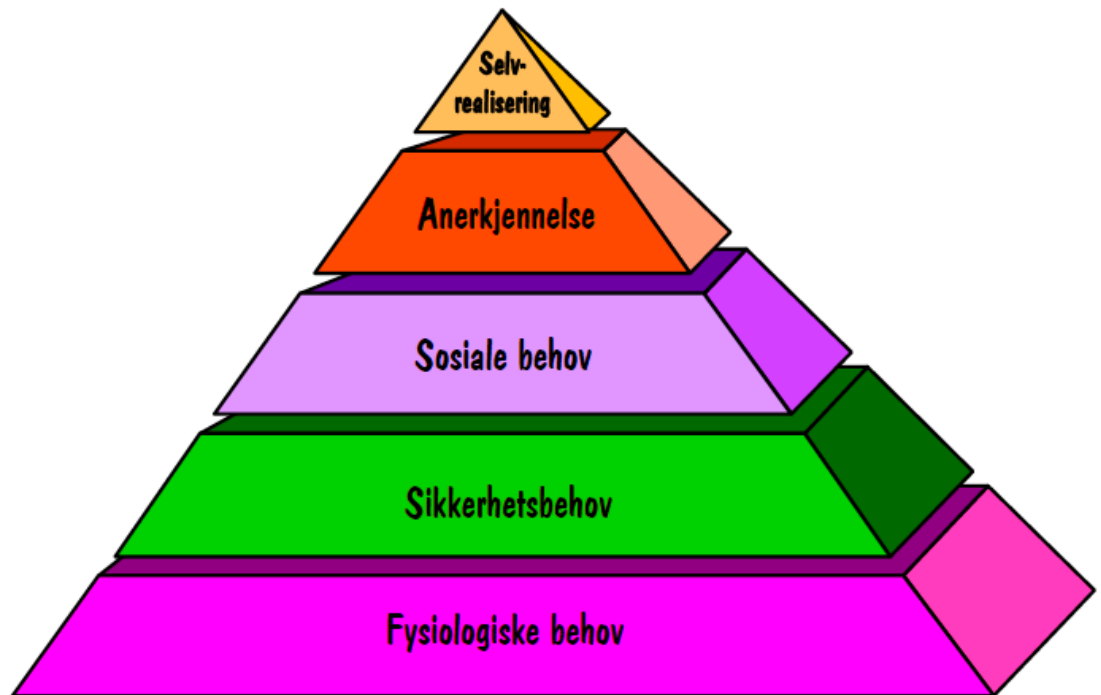 Selv-
realisering
Anerkjennelse
Sosiale behov
Sikkerhetsbehov
Fysiologiske behov